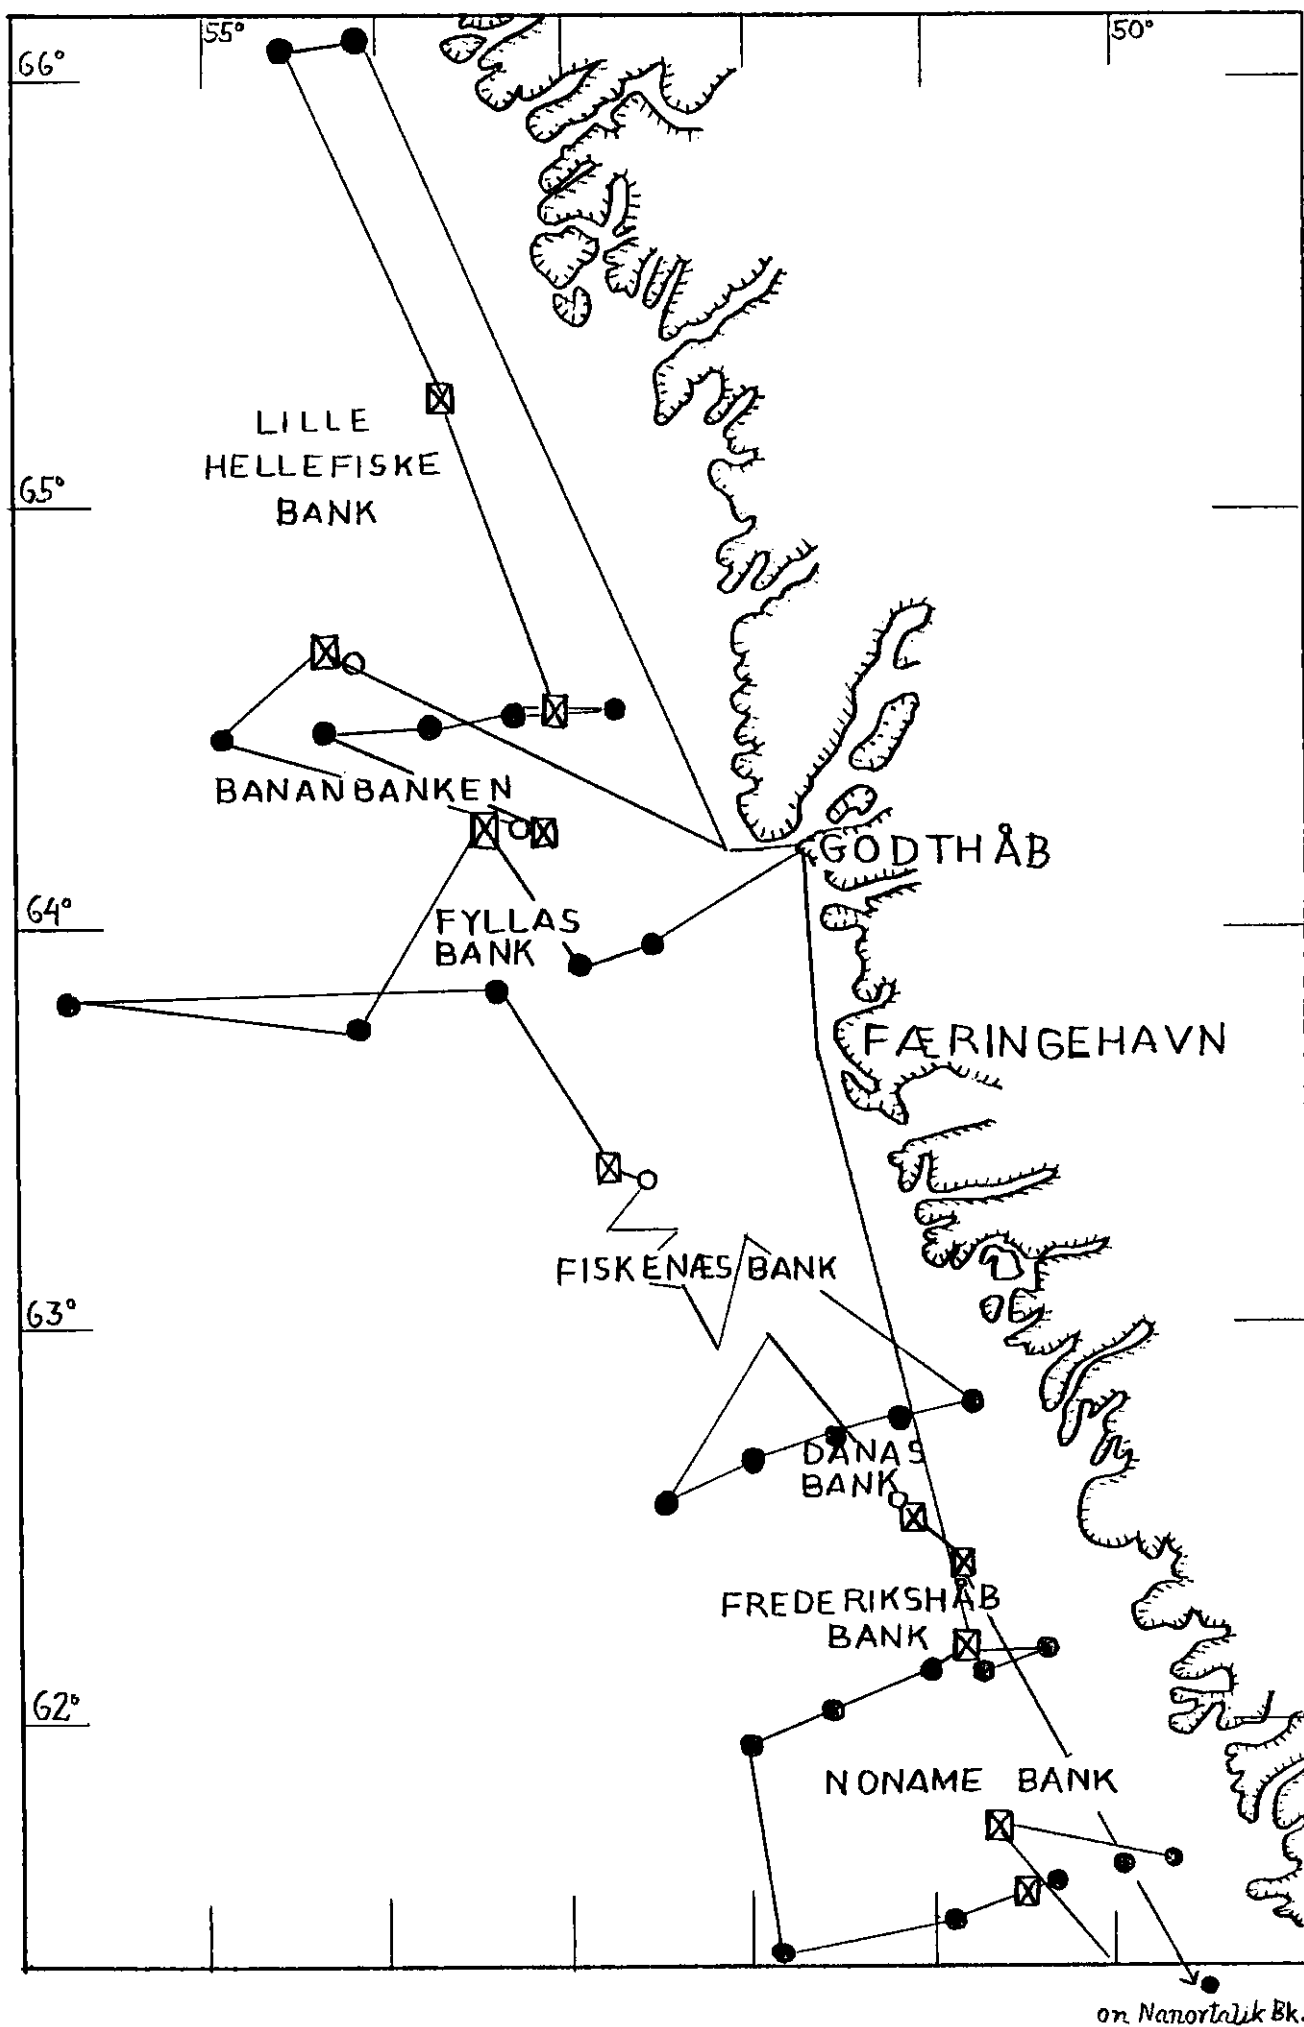 55°
50°
66°
LILLE
HELLEFISKE
BANK
65°
BANANBANKEN
GODTHÅB
64°
FYLLAS
BANK
FÆRINGEHAVN
FISKENÆS BANK
63°
DANAS
BANK
FREDERIKSHÅB
BANK
62°
NONAME BANK
on Nanortalik Bk.